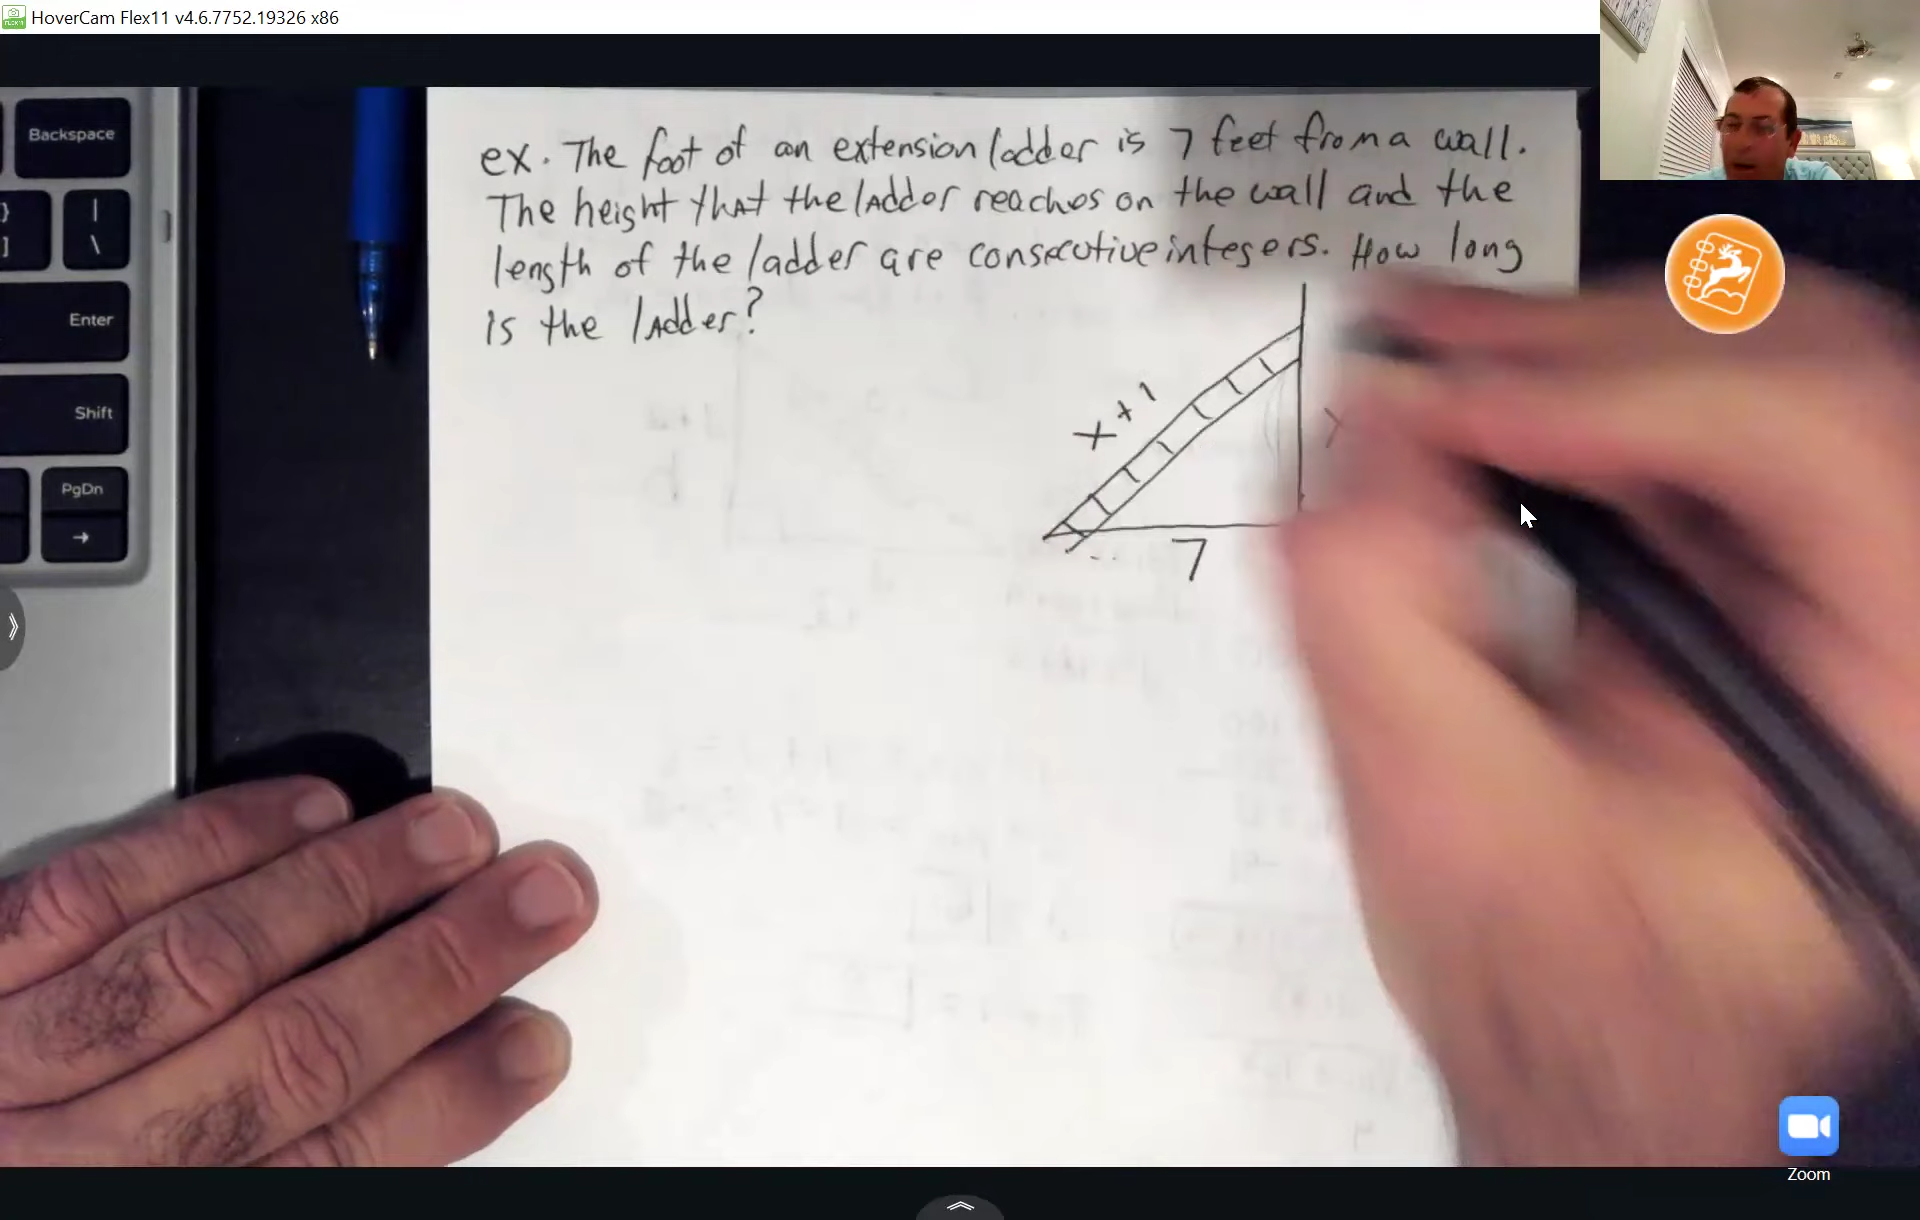 HoverCam Flex11 v4.6.7752.19326 x86
Backspace
}
]
|
\
Enter
Shift
PgDn
→
ex. The foot of an extension ladder is 7 feet from a wall.
The height that the ladder reaches on the wall and the
length of the ladder are consecutive integers. How long
is the ladder?
x+1
x
7
Zoom